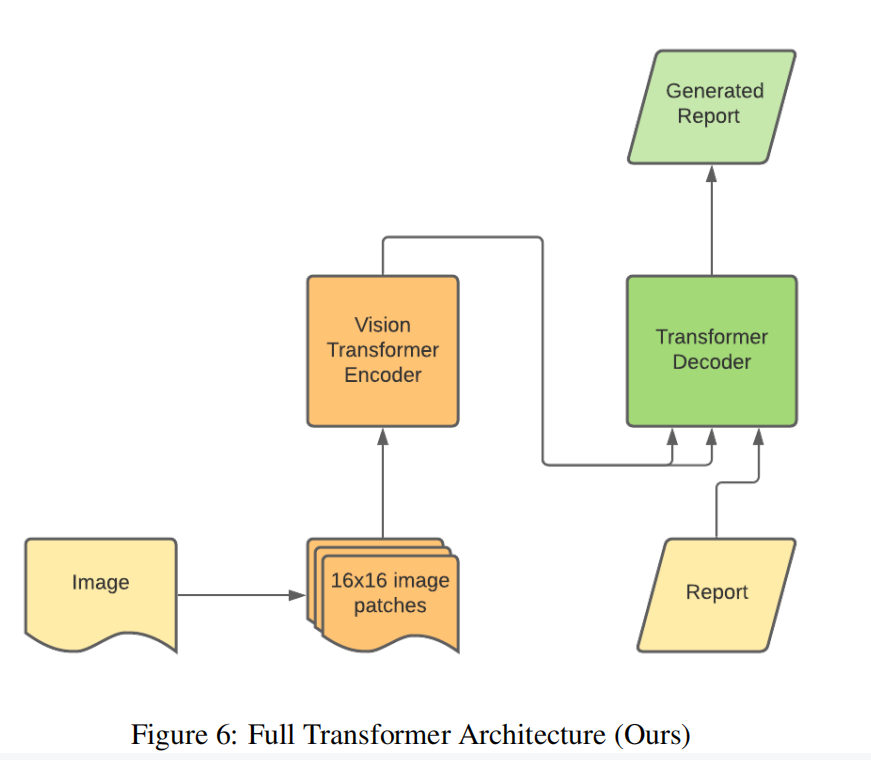 Generated
Report
Vision
Transformer
Encoder
Transformer
Decoder
Image
16x16 image
patches
Report
Figure 6: Full Transformer Architecture (Ours)